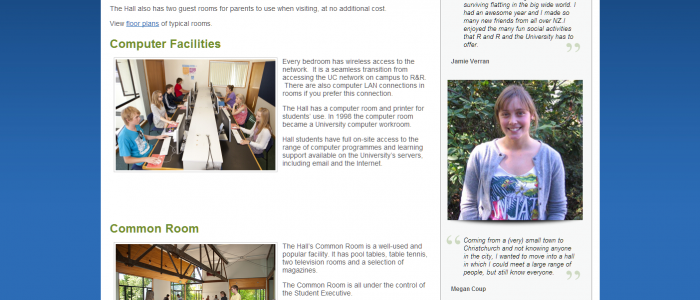 The Hall also has two guest rooms for parents to use when visiting, at no additional cost.
View floor plans of typical rooms.
Computer Facilities
Every bedroom has wireless access to the
network.  It is a seamless transition from
accessing the UC network on campus to R&R.
There are also computer LAN connections in
rooms if you prefer this connection.
The Hall has a computer room and printer for
students' use. In 1998 the computer room
became a University computer workroom.
Hall students have full on-site access to the
range of computer programmes and learning
support available on the University's servers,
including email and the Internet.
Common Room
The Hall's Common Room is a well-used and
popular facility. It has pool tables, table tennis,
two television rooms and a selection of
magazines.
The Common Room is all under the control of
the Student Executive.
surviving flatting in the big wide world. I
had an awesome year and I made so
many new friends from all over NZ.I
enjoyed the many fun social activities
that R and R and the University has to
offer.
Jamie Verran
Coming from a (very) small town to
Christchurch and not knowing anyone
in the city, I wanted to move into a hall
in which I could meet a large range of
people, but still know everyone.
Megan Coup